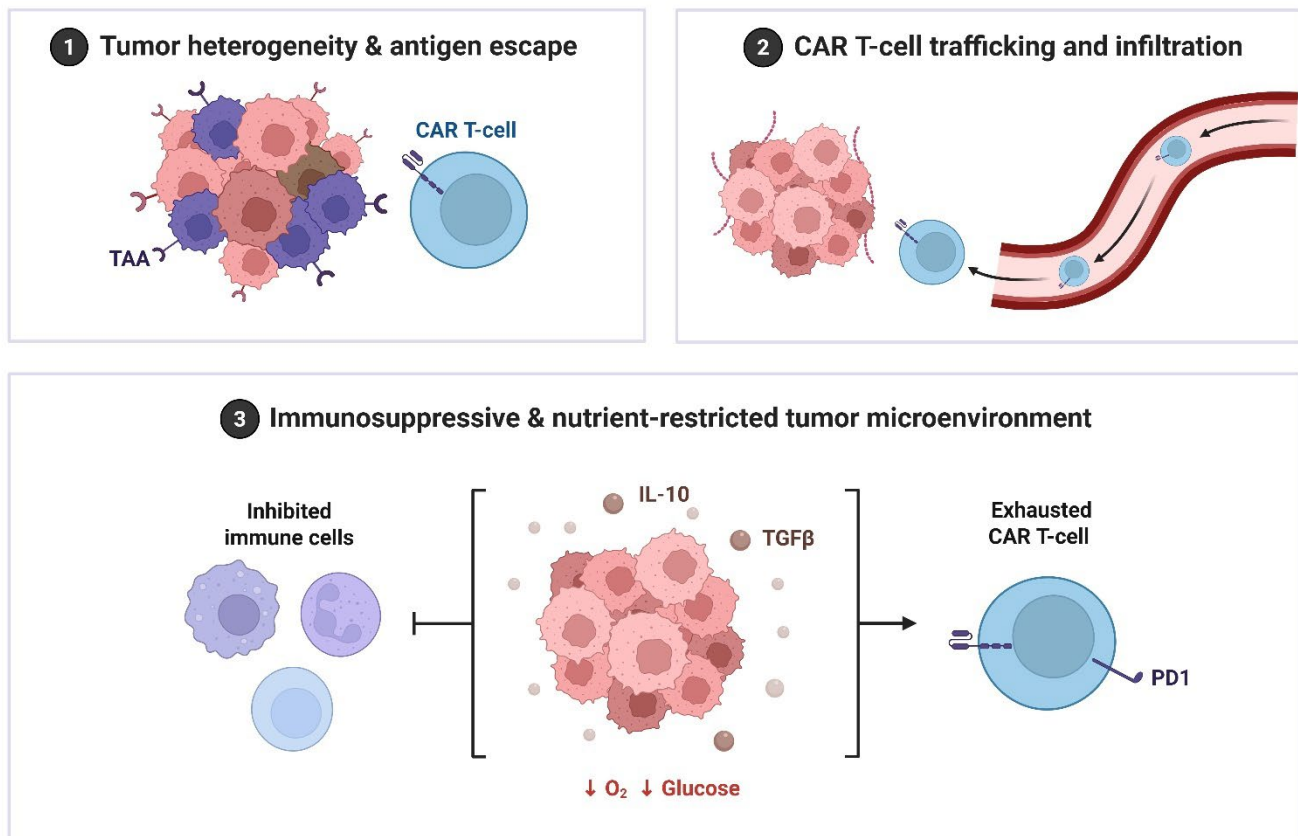 1 Tumor heterogeneity & antigen escape
CAR T-cell
TAA
2 CAR T-cell trafficking and infiltration
3 Immunosuppressive & nutrient-restricted tumor microenvironment
Inhibited
immune cells
IL-10
TGFβ
↓ O₂ ↓ Glucose
Exhausted
CAR T-cell
PD1